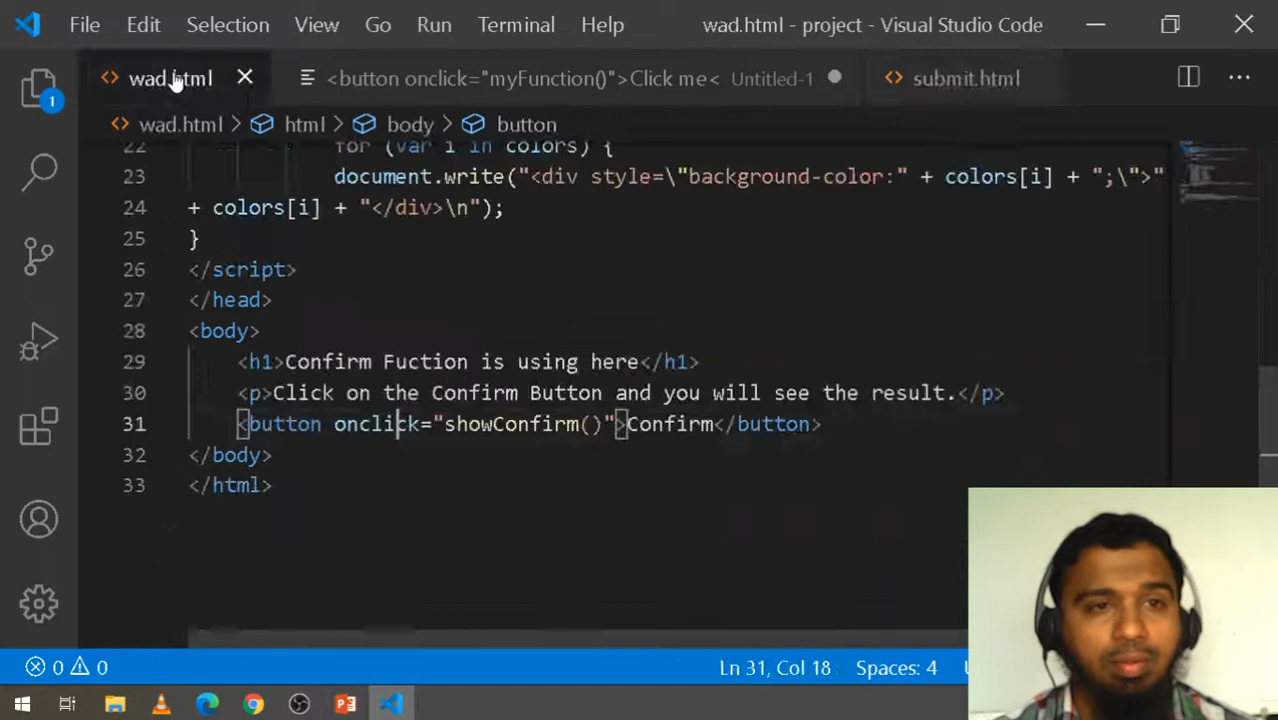 File Edit Selection View Go Run Terminal Help wad.html - project - Visual Studio Code
wad.html <button onclick="myFunction()">Click me< Untitled-1 submit.html
1
wad.html > html > body > button
22 for (var i in colors) {
23 document.write("<div style=\"background-color:" + colors[i] + ";\">"
24 + colors[i] + "</div>\n");
25 }
26 </script>
27 </head>
28 <body>
29 <h1>Confirm Fuction is using here</h1>
30 <p>Click on the Confirm Button and you will see the result.</p>
31 <button onclick="showConfirm()">Confirm</button>
32 </body>
33 </html>
0 0 Ln 31, Col 18 Spaces: 4